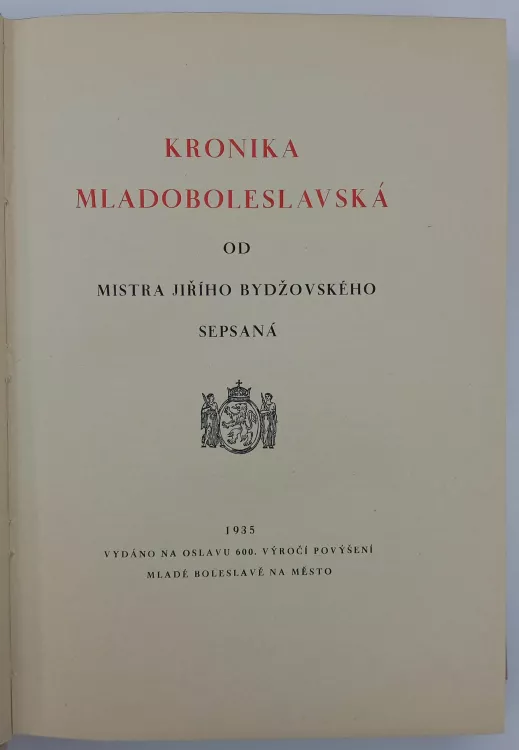 KRONIKA
MLADOBOLESLAVSKÁ
OD
MISTRA JIŘÍHO BYDŽOVSKÉHO
SEPSANÁ
1935
VYDÁNO NA OSLAVU 600. VÝROČÍ POVÝŠENÍ
MLADÉ BOLESLAVĚ NA MĚSTO